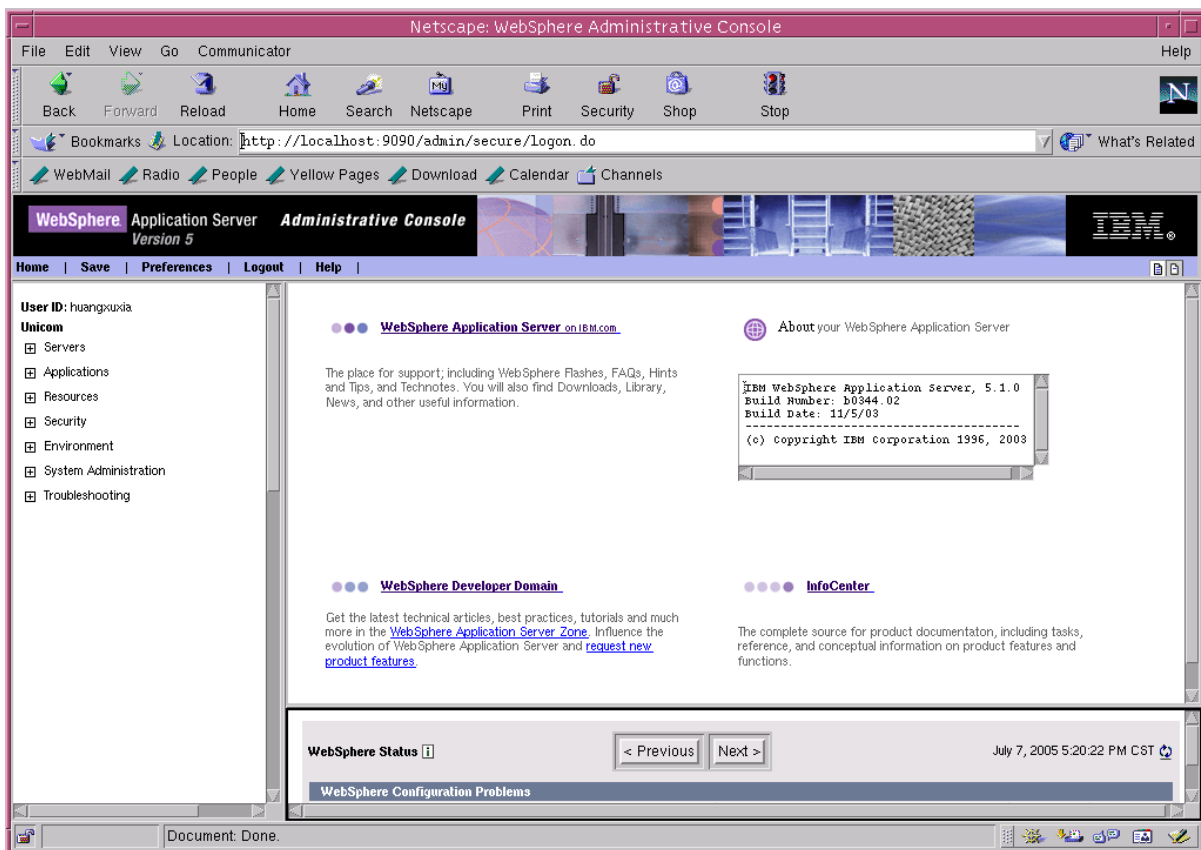 Netscape: WebSphere Administrative Console
File Edit View Go Communicator Help
Back Forward Reload Home Search Netscape Print Security Shop Stop
My
N
Bookmarks Location: http://localhost:9090/admin/secure/logon.do What's Related
WebMail Radio People Yellow Pages Download Calendar Channels
WebSphere. Application Server Administrative Console
Version 5
IBM®
Home | Save | Preferences | Logout | Help |
User ID: huangxuxia
Unicom
Servers
Applications
Resources
Security
Environment
System Administration
Troubleshooting
WebSphere Application Server on IBM.com
The place for support; including WebSphere Flashes, FAQs, Hints
and Tips, and Technotes. You will also find Downloads, Library,
News, and other useful information.
About your WebSphere Application Server
IBM WebSphere Application Server, 5.1.0
Build Number: b0344.02
Build Date: 11/5/03
----------------------------------------
(c) Copyright IBM Corporation 1996, 2003
WebSphere Developer Domain
Get the latest technical articles, best practices, tutorials and much
more in the WebSphere Application Server Zone. Influence the
evolution of WebSphere Application Server and request new
product features.
InfoCenter
The complete source for product documentaton, including tasks,
reference, and conceptual information on product features and
functions.
WebSphere Status i < Previous Next > July 7, 2005 5:20:22 PM CST
WebSphere Configuration Problems
Document: Done.